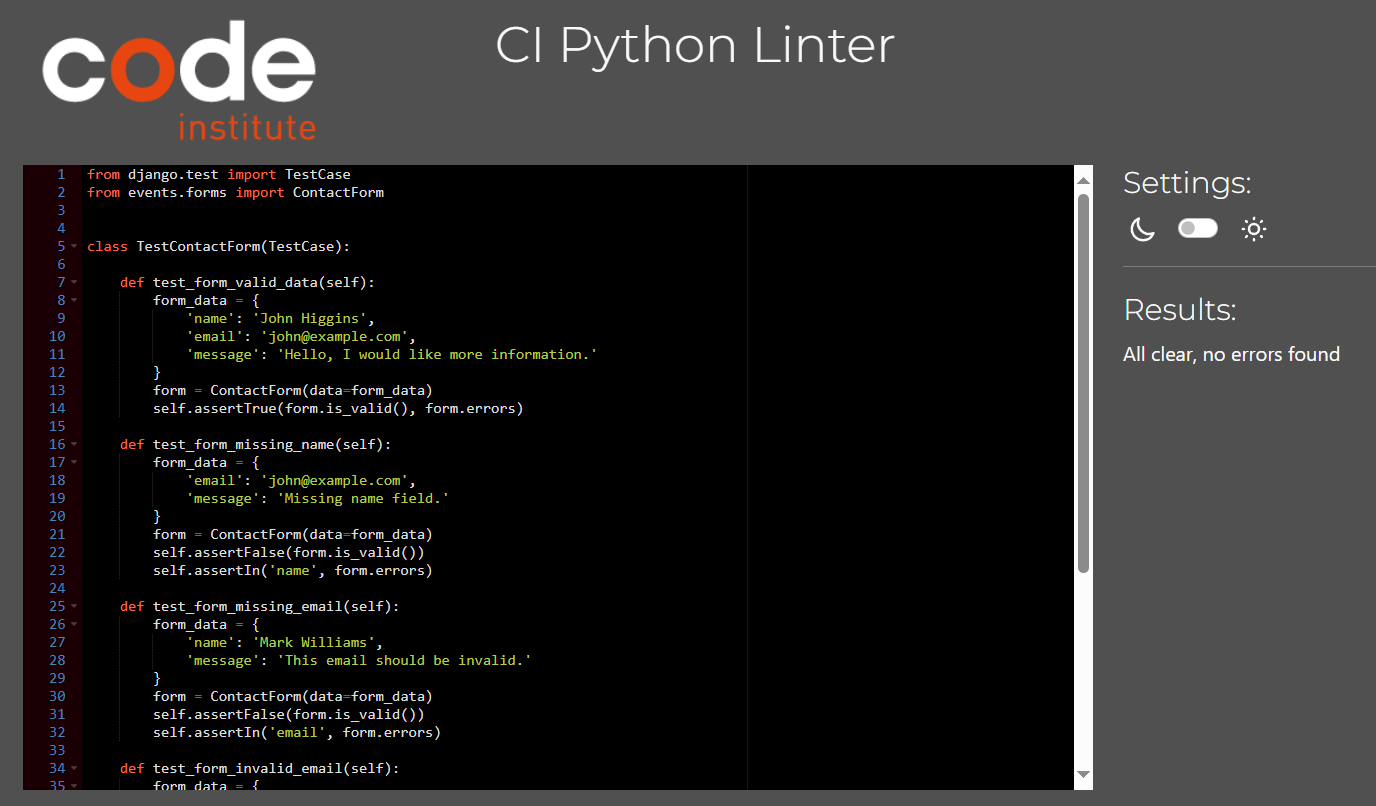 code
institute
CI Python Linter
1 from django.test import TestCase
2 from events.forms import ContactForm
3
4
5 class TestContactForm(TestCase):
6
7     def test_form_valid_data(self):
8         form_data = {
9             'name': 'John Higgins',
10             'email': 'john@example.com',
11             'message': 'Hello, I would like more information.'
12         }
13         form = ContactForm(data=form_data)
14         self.assertTrue(form.is_valid(), form.errors)
15
16     def test_form_missing_name(self):
17         form_data = {
18             'email': 'john@example.com',
19             'message': 'Missing name field.'
20         }
21         form = ContactForm(data=form_data)
22         self.assertFalse(form.is_valid())
23         self.assertIn('name', form.errors)
24
25     def test_form_missing_email(self):
26         form_data = {
27             'name': 'Mark Williams',
28             'message': 'This email should be invalid.'
29         }
30         form = ContactForm(data=form_data)
31         self.assertFalse(form.is_valid())
32         self.assertIn('email', form.errors)
33
34     def test_form_invalid_email(self):
35         form_data = {
Settings:
Results:
All clear, no errors found